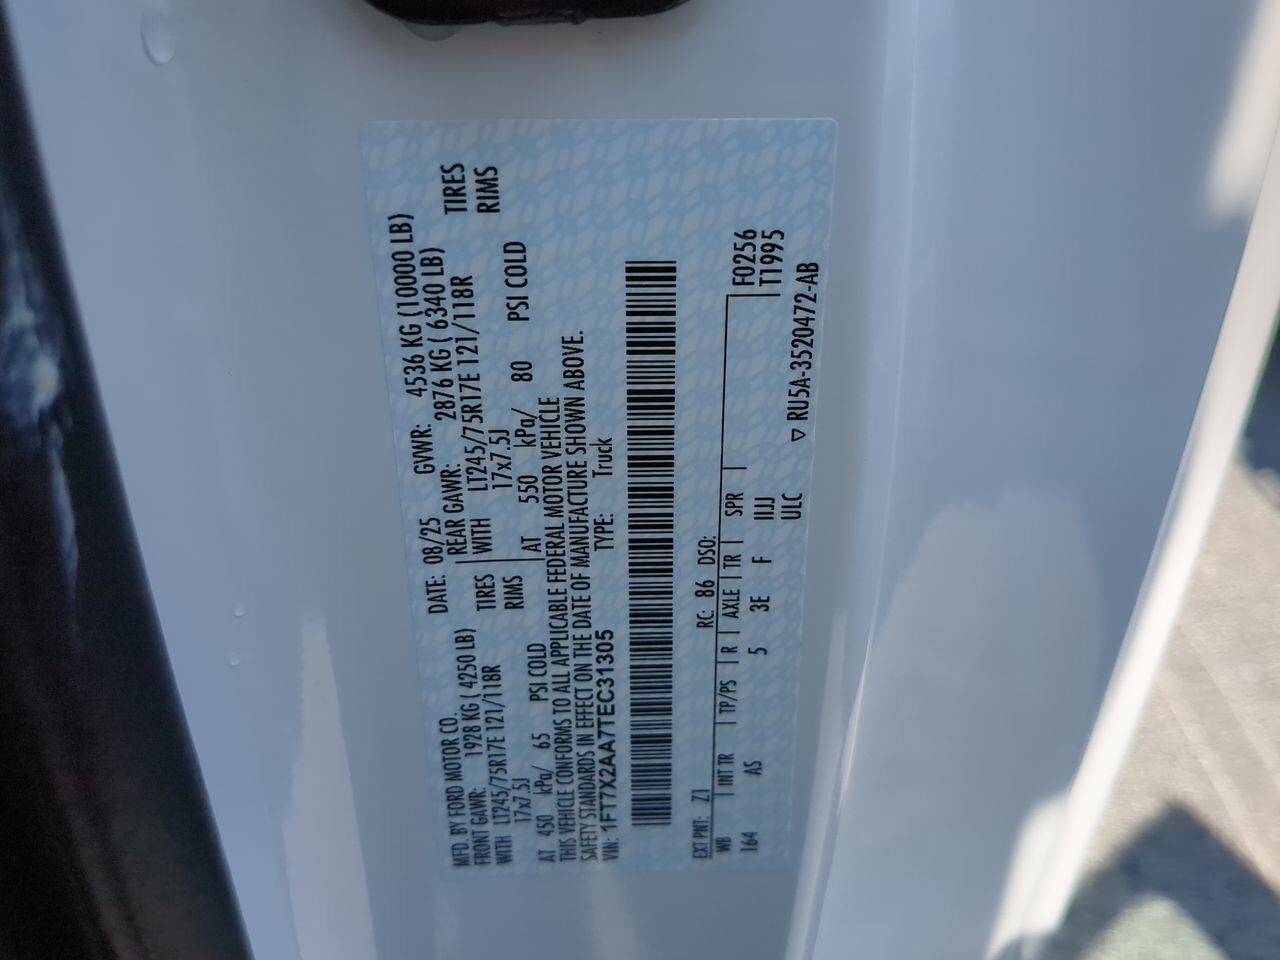 MFD. BY FORD MOTOR CO. DATE: 08/25 GVWR: 4536 KG (10000 LB)
FRONT GAWR: 1928 KG ( 4250 LB) REAR GAWR: 2876 KG ( 6340 LB)
WITH LT245/75R17E 121/118R TIRES WITH LT245/75R17E 121/118R TIRES
17x7.5J RIMS 17x7.5J RIMS
AT 450 kPa/ 65 PSI COLD AT 550 kPa/ 80 PSI COLD
THIS VEHICLE CONFORMS TO ALL APPLICABLE FEDERAL MOTOR VEHICLE
SAFETY STANDARDS IN EFFECT ON THE DATE OF MANUFACTURE SHOWN ABOVE.
VIN: 1FT7X2AA7TEC31305 TYPE: Truck
EXT PNT: Z1 RC: 86 DSO: F0256
WB INT TR TP/PS R AXLE TR SPR T1995
164 AS 5 3E F IIJJ
ULC ▽ RU5A-3520472-AB